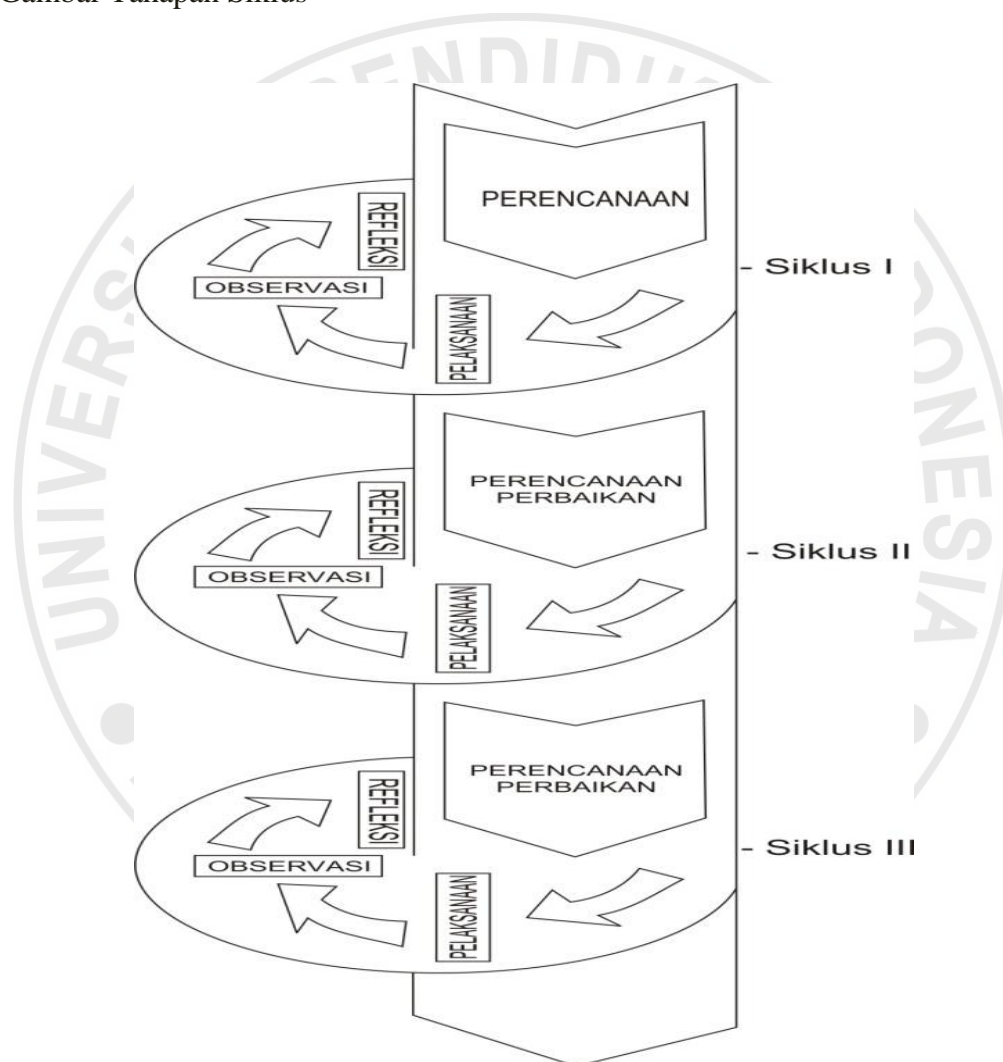 Gambar Tahapan Siklus
PERENCANAAN
REFLEKSI
OBSERVASI
PELAKSANAAN
- Siklus I
PERENCANAAN
PERBAIKAN
REFLEKSI
OBSERVASI
PELAKSANAAN
- Siklus II
PERENCANAAN
PERBAIKAN
REFLEKSI
OBSERVASI
PELAKSANAAN
- Siklus III